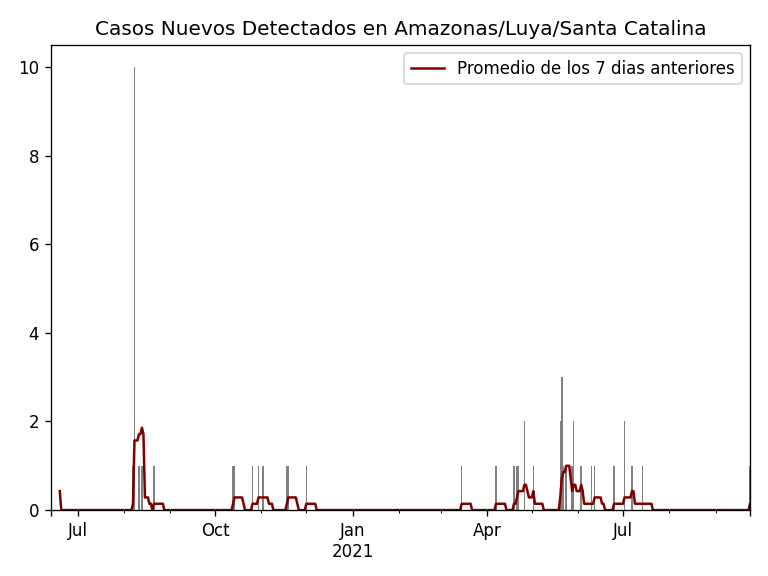 Casos Nuevos Detectados en Amazonas/Luya/Santa Catalina
Promedio de los 7 dias anteriores
10
8
6
4
2
0
Jul
Oct
Jan
Apr
Jul
2021